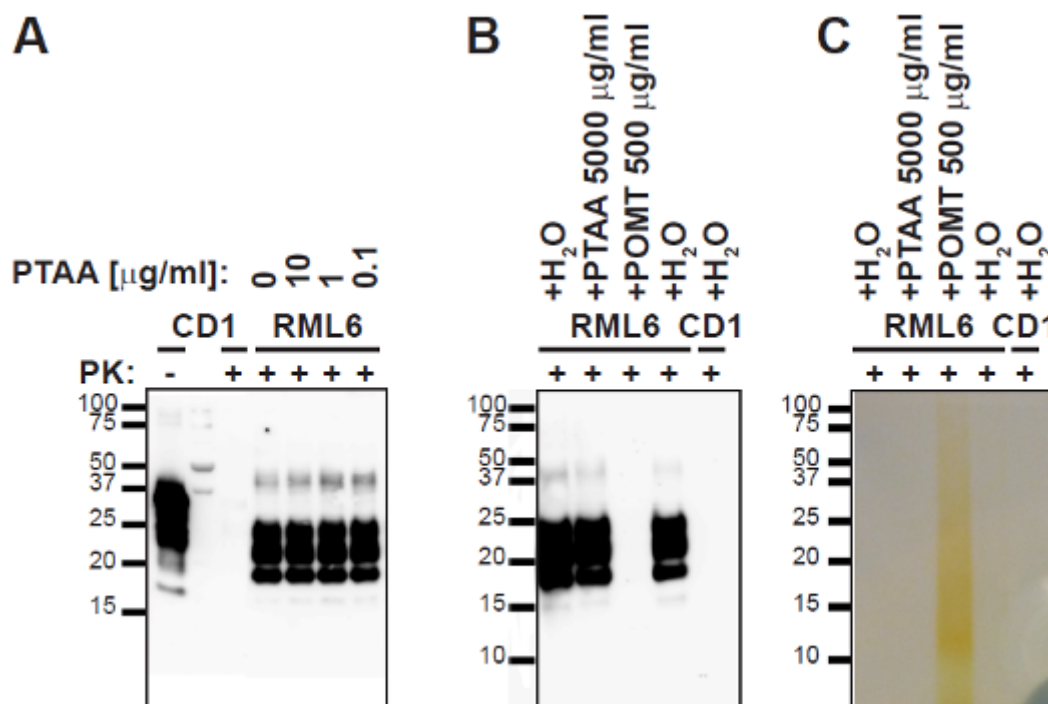 A
PTAA [µg/ml]: 0 10 1 0.1
CD1 RML6
PK: - + + + + +
100
75
50
37
25
20
15
B
+H₂O
+PTAA 5000 µg/ml
+POMT 500 µg/ml
+H₂O
+H₂O
RML6 CD1
+ + + + +
100
75
50
37
25
20
15
10
C
+H₂O
+PTAA 5000 µg/ml
+POMT 500 µg/ml
+H₂O
+H₂O
RML6 CD1
+ + + + +
100
75
50
37
25
20
15
10